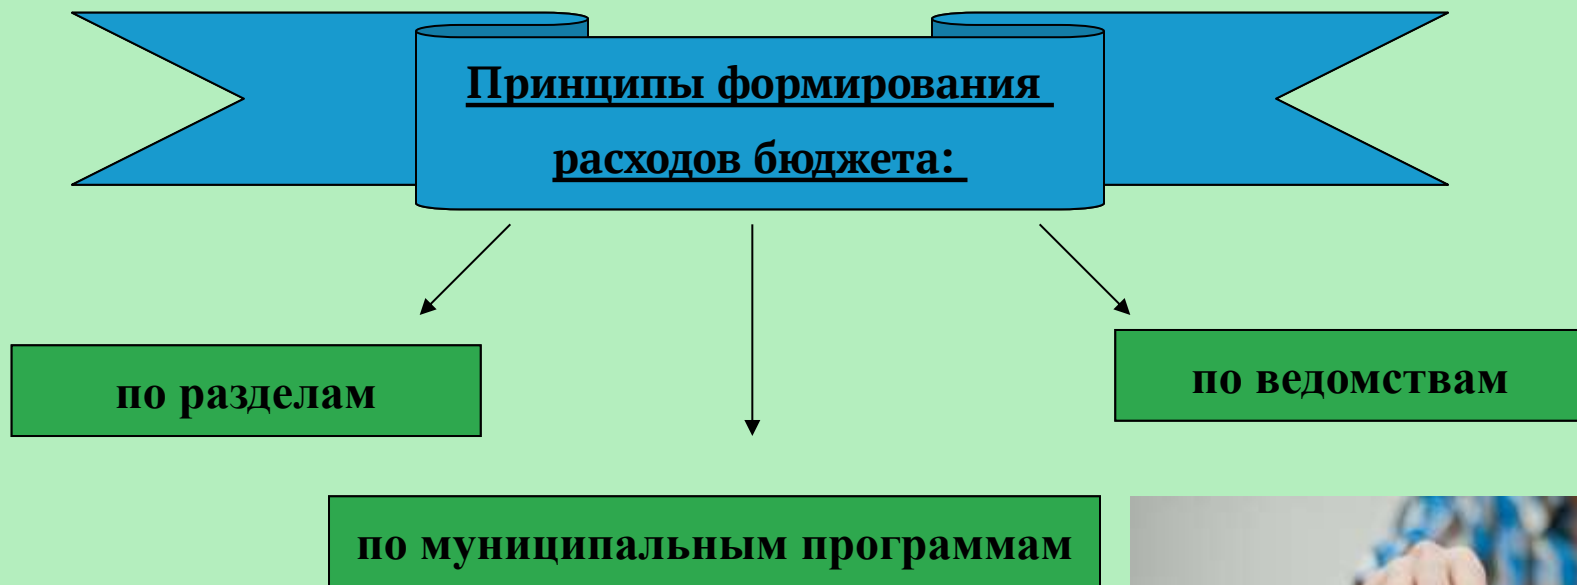 Принципы формирования
расходов бюджета:
по разделам
по ведомствам
по муниципальным программам